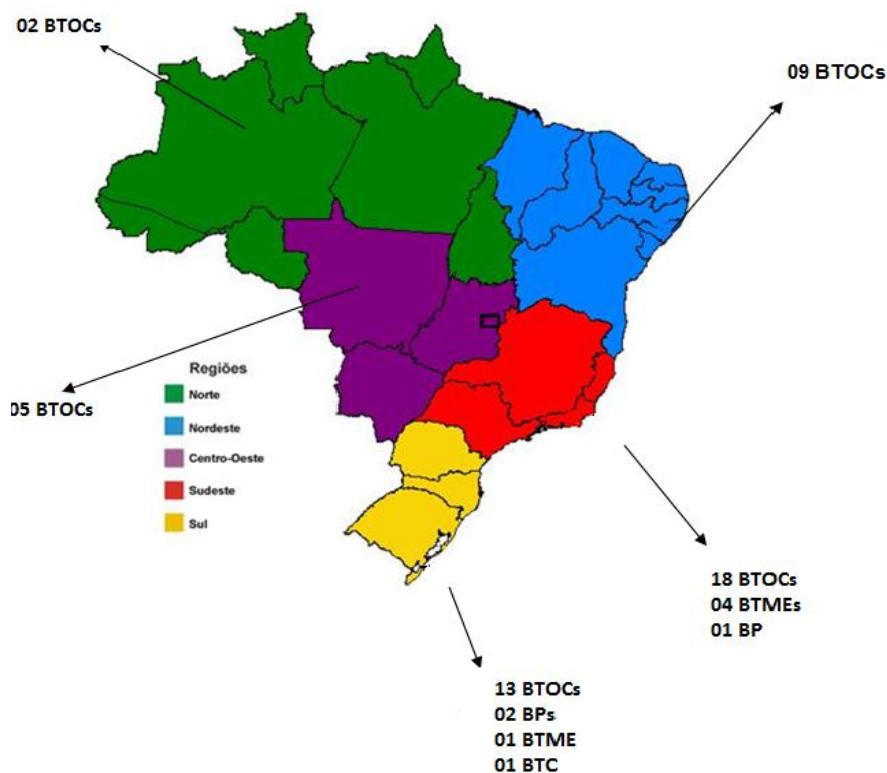 02 BTOCs
09 BTOCs
05 BTOCs
Regiões
Norte
Nordeste
Centro-Oeste
Sudeste
Sul
18 BTOCs
04 BTMEs
01 BP
13 BTOCs
02 BPs
01 BTME
01 BTC